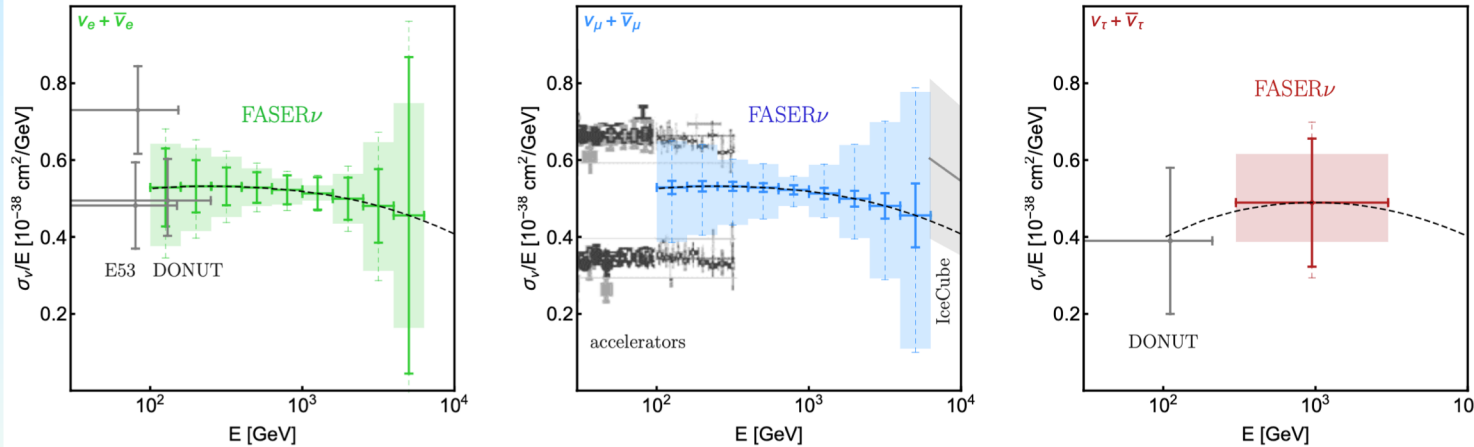 νe + ν̄e
FASERν
E53 DONUT
0.8
0.6
0.4
0.2
σν/E [10⁻³⁸ cm²/GeV]
10² 10³ 10⁴
E [GeV]
νμ + ν̄μ
FASERν
IceCube
accelerators
0.8
0.6
0.4
0.2
σν/E [10⁻³⁸ cm²/GeV]
10² 10³ 10⁴
E [GeV]
ντ + ν̄τ
FASERν
DONUT
0.8
0.6
0.4
0.2
σν/E [10⁻³⁸ cm²/GeV]
10² 10³ 10
E [GeV]